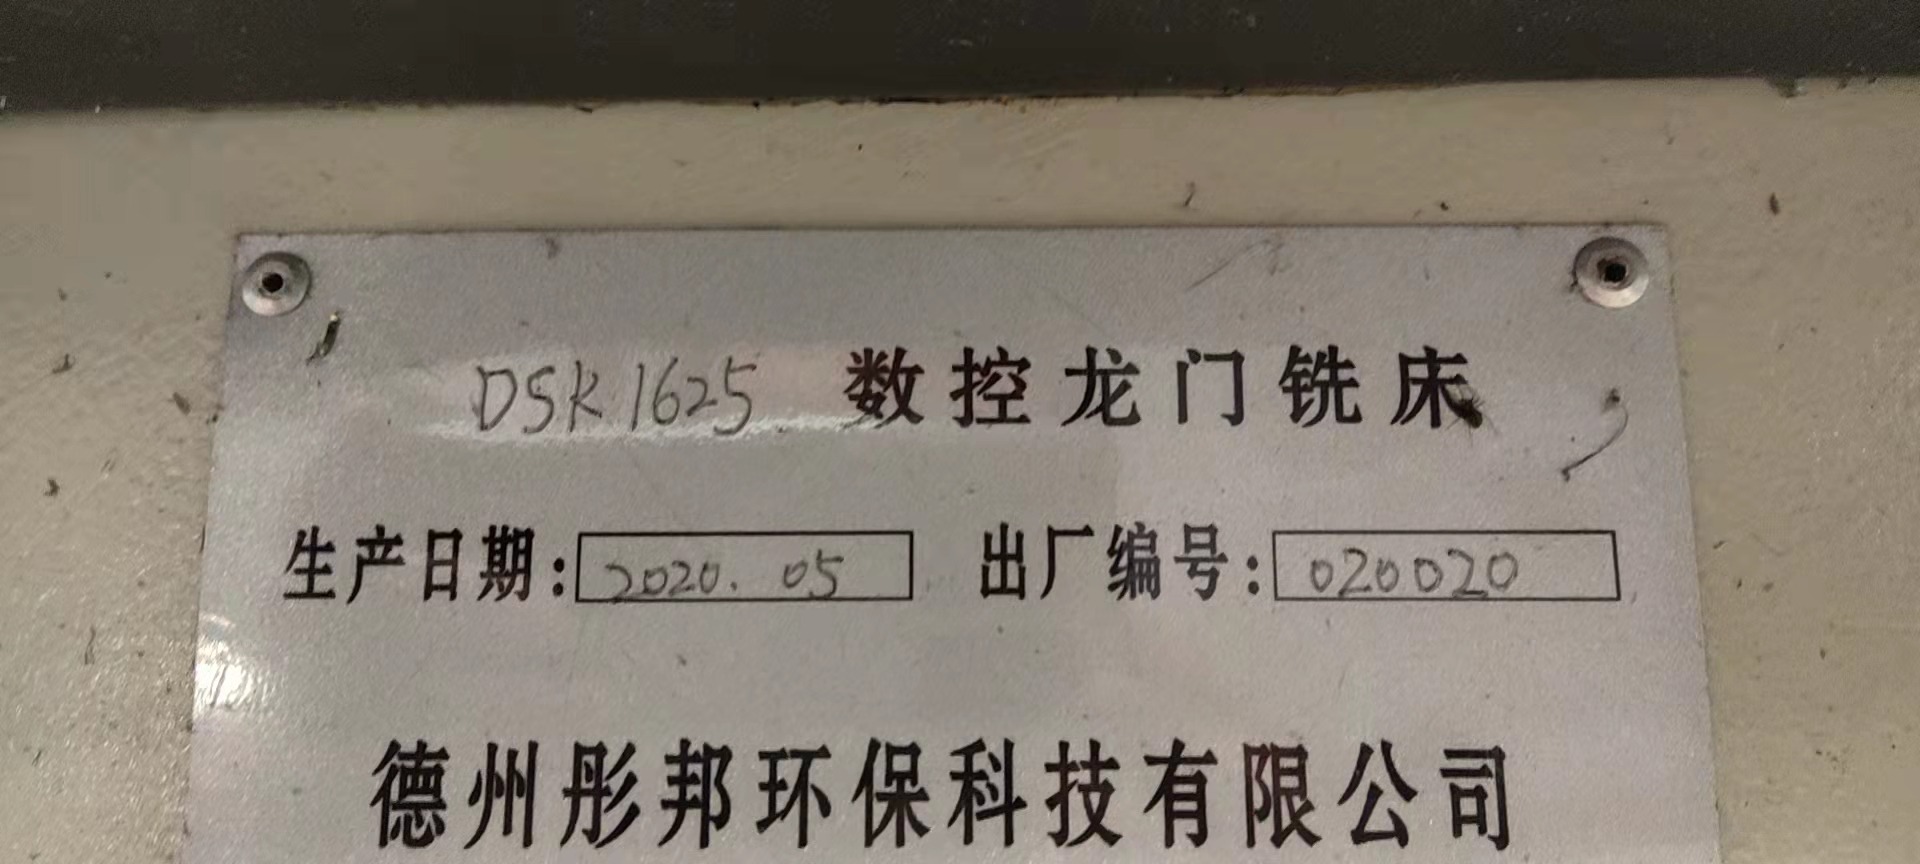 DSK1625 数控龙门铣床
生产日期: 2020.05 出厂编号: 020020
德州彤邦环保科技有限公司